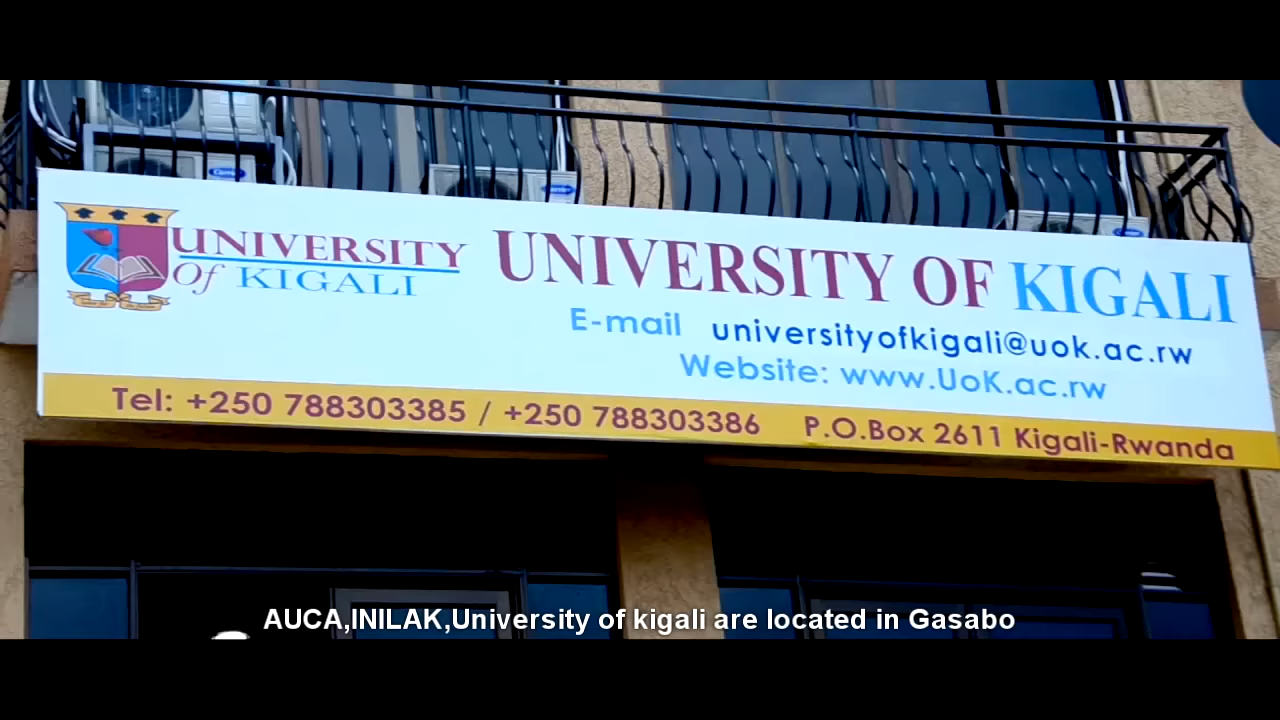 UNIVERSITY
Of KIGALI
UNIVERSITY OF KIGALI
E-mail universityofkigali@uok.ac.rw
Website: www.UoK.ac.rw
Tel: +250 788303385 / +250 788303386 P.O.Box 2611 Kigali-Rwanda
AUCA,INILAK,University of kigali are located in Gasabo